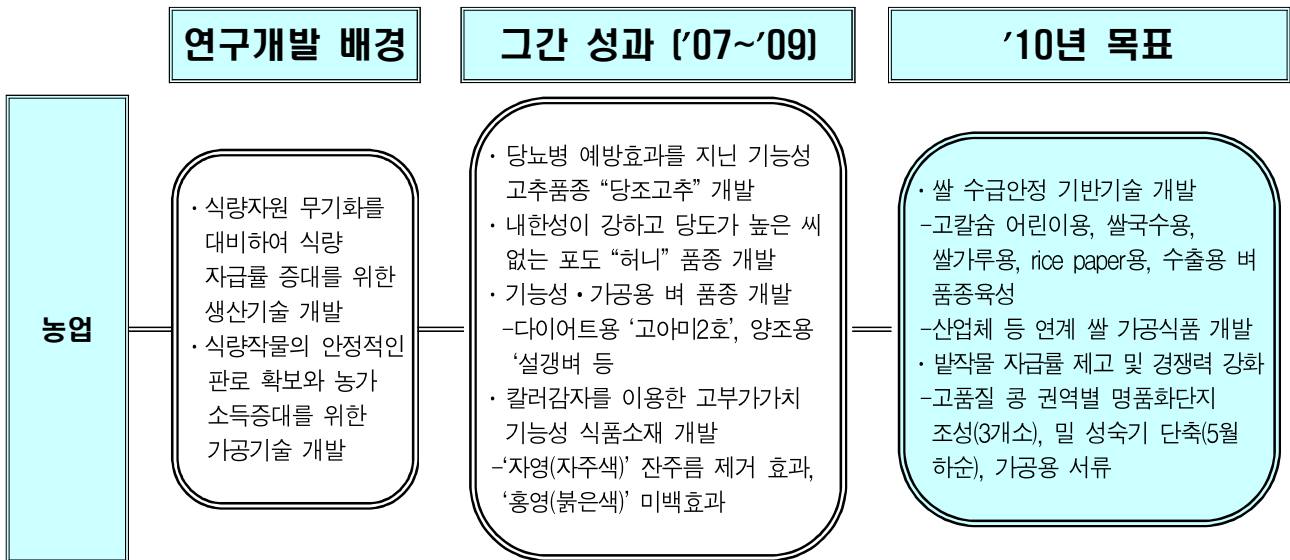 연구개발 배경
그간 성과 ('07~'09)
'10년 목표
농업
· 식량자원 무기화를
대비하여 식량
자급률 증대를 위한
생산기술 개발
· 식량작물의 안정적인
판로 확보와 농가
소득증대를 위한
가공기술 개발
· 당뇨병 예방효과를 지닌 기능성
고추품종 “당조고추” 개발
· 내한성이 강하고 당도가 높은 씨
없는 포도 “허니” 품종 개발
· 기능성·가공용 벼 품종 개발
-다이어트용 ‘고아미2호’, 양조용
‘설갱벼 등
· 칼러감자를 이용한 고부가가치
기능성 식품소재 개발
-‘자영(자주색)’ 잔주름 제거 효과,
‘홍영(붉은색)’ 미백효과
· 쌀 수급안정 기반기술 개발
-고칼슘 어린이용, 쌀국수용,
쌀가루용, rice paper용, 수출용 벼
품종육성
-산업체 등 연계 쌀 가공식품 개발
· 밭작물 자급률 제고 및 경쟁력 강화
-고품질 콩 권역별 명품화단지
조성(3개소), 밀 성숙기 단축(5월
하순), 가공용 서류